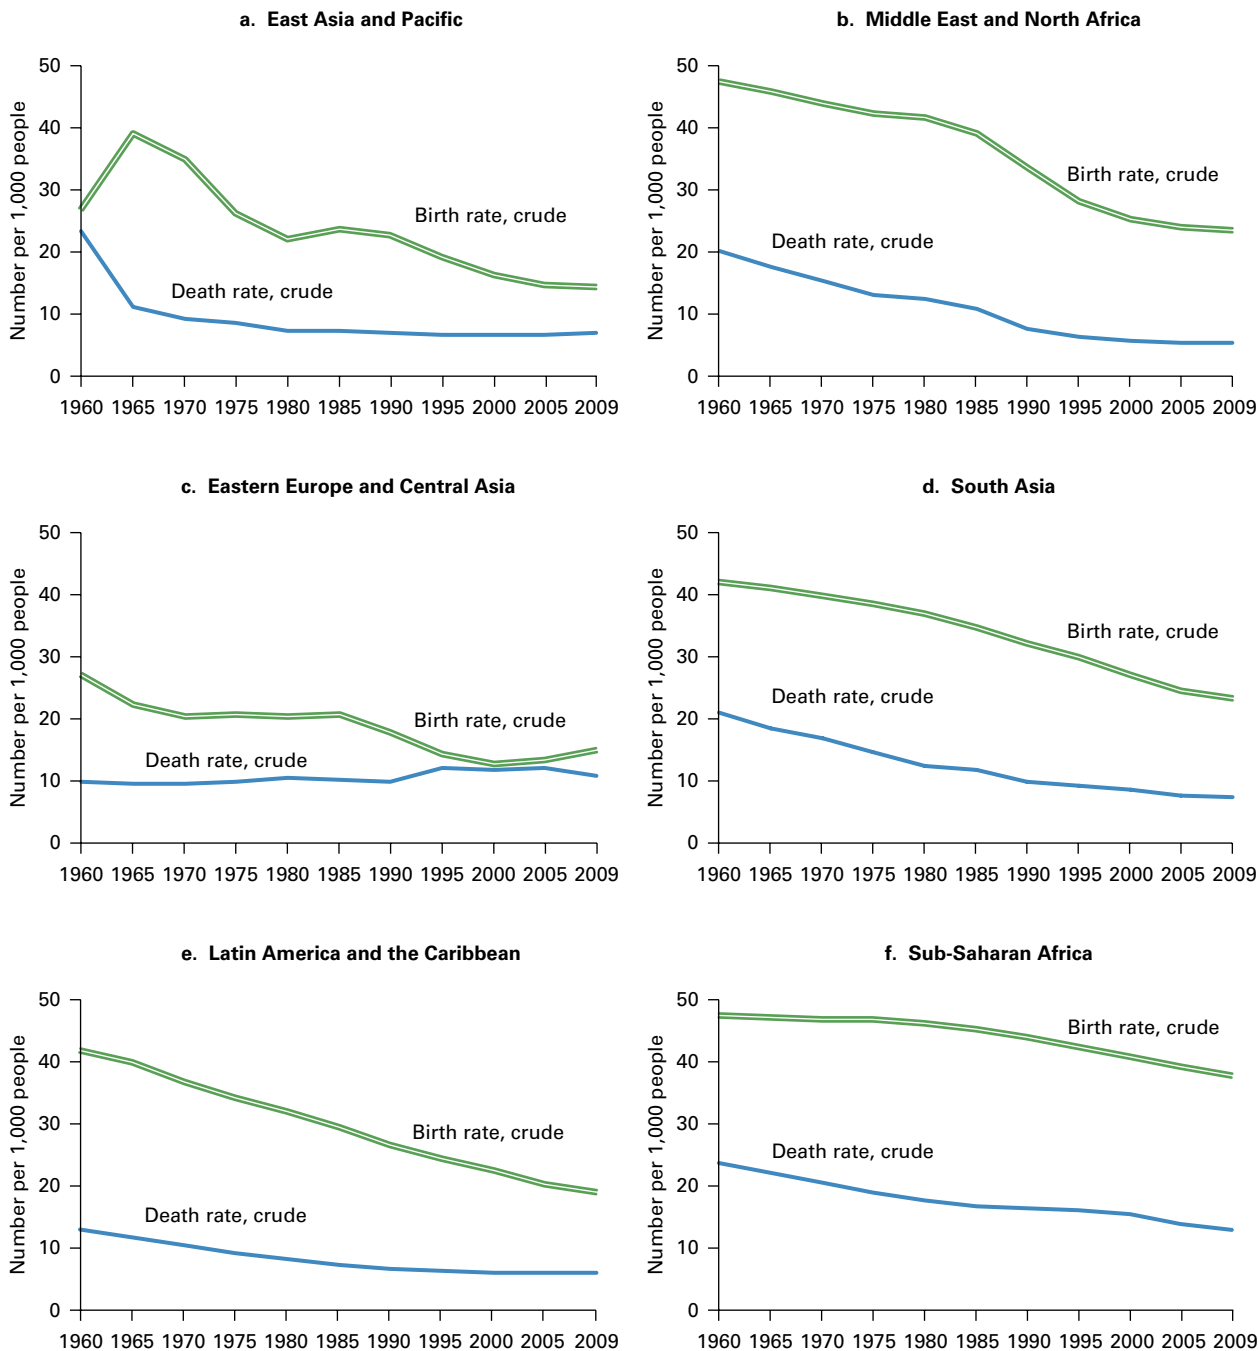 a. East Asia and Pacific
Number per 1,000 people
50
40
30
20
10
0
Birth rate, crude
Death rate, crude
1960 1965 1970 1975 1980 1985 1990 1995 2000 2005 2009
b. Middle East and North Africa
Number per 1,000 people
50
40
30
20
10
0
Birth rate, crude
Death rate, crude
1960 1965 1970 1975 1980 1985 1990 1995 2000 2005 2009
c. Eastern Europe and Central Asia
Number per 1,000 people
50
40
30
20
10
0
Birth rate, crude
Death rate, crude
1960 1965 1970 1975 1980 1985 1990 1995 2000 2005 2009
d. South Asia
Number per 1,000 people
50
40
30
20
10
0
Birth rate, crude
Death rate, crude
1960 1965 1970 1975 1980 1985 1990 1995 2000 2005 2009
e. Latin America and the Caribbean
Number per 1,000 people
50
40
30
20
10
0
Birth rate, crude
Death rate, crude
1960 1965 1970 1975 1980 1985 1990 1995 2000 2005 2009
f. Sub-Saharan Africa
Number per 1,000 people
50
40
30
20
10
0
Birth rate, crude
Death rate, crude
1960 1965 1970 1975 1980 1985 1990 1995 2000 2005 2009